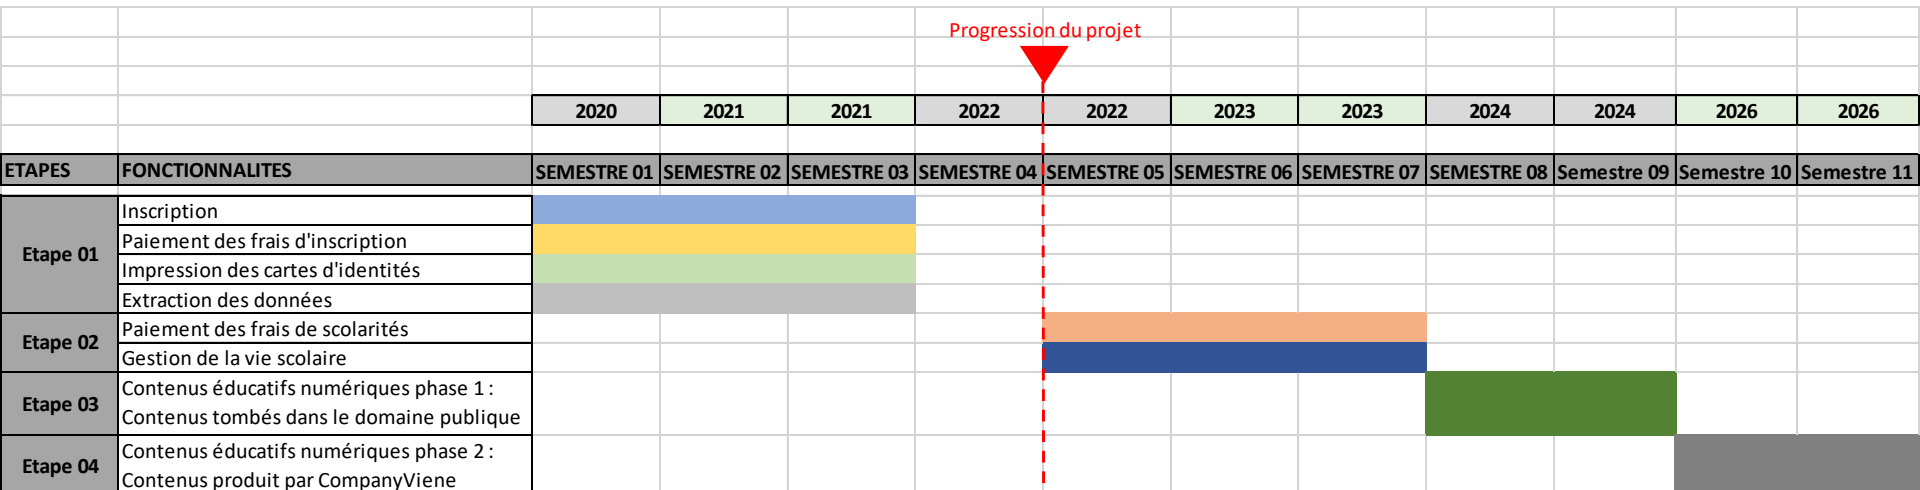 Progression du projet
2020 2021 2021 2022 2022 2023 2023 2024 2024 2026 2026
ETAPES FONCTIONNALITES SEMESTRE 01 SEMESTRE 02 SEMESTRE 03 SEMESTRE 04 SEMESTRE 05 SEMESTRE 06 SEMESTRE 07 SEMESTRE 08 Semestre 09 Semestre 10 Semestre 11
Etape 01
Inscription
Paiement des frais d'inscription
Impression des cartes d'identités
Extraction des données
Etape 02
Paiement des frais de scolarités
Gestion de la vie scolaire
Etape 03
Contenus éducatifs numériques phase 1 :
Contenus tombés dans le domaine publique
Etape 04
Contenus éducatifs numériques phase 2 :
Contenus produit par CompanyViene